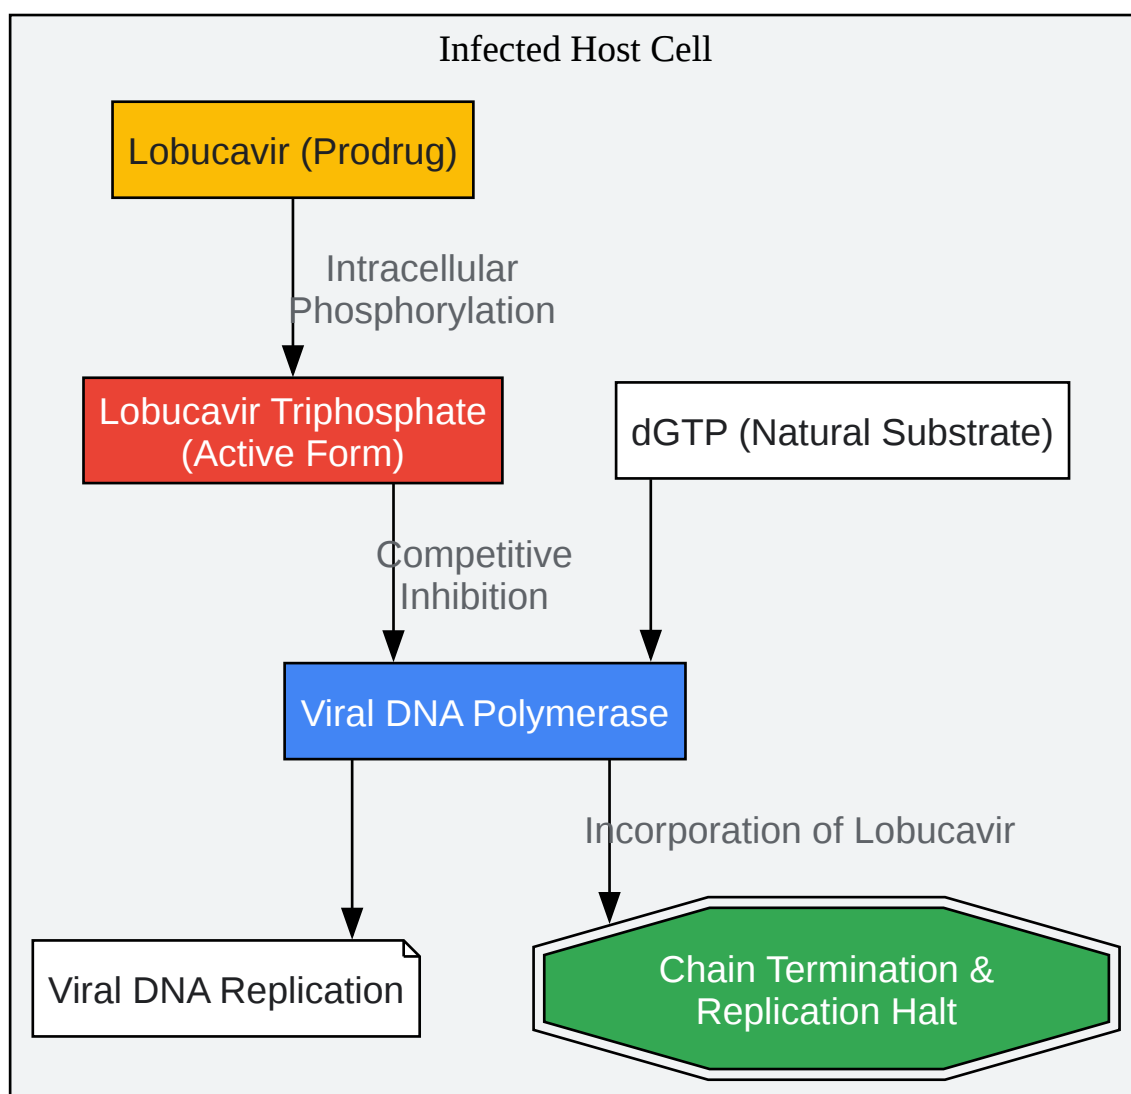 Infected Host Cell
Lobucavir (Prodrug)
Intracellular
Phosphorylation
Lobucavir Triphosphate
(Active Form)
dGTP (Natural Substrate)
Competitive
Inhibition
Viral DNA Polymerase
Incorporation of Lobucavir
Viral DNA Replication
Chain Termination &
Replication Halt